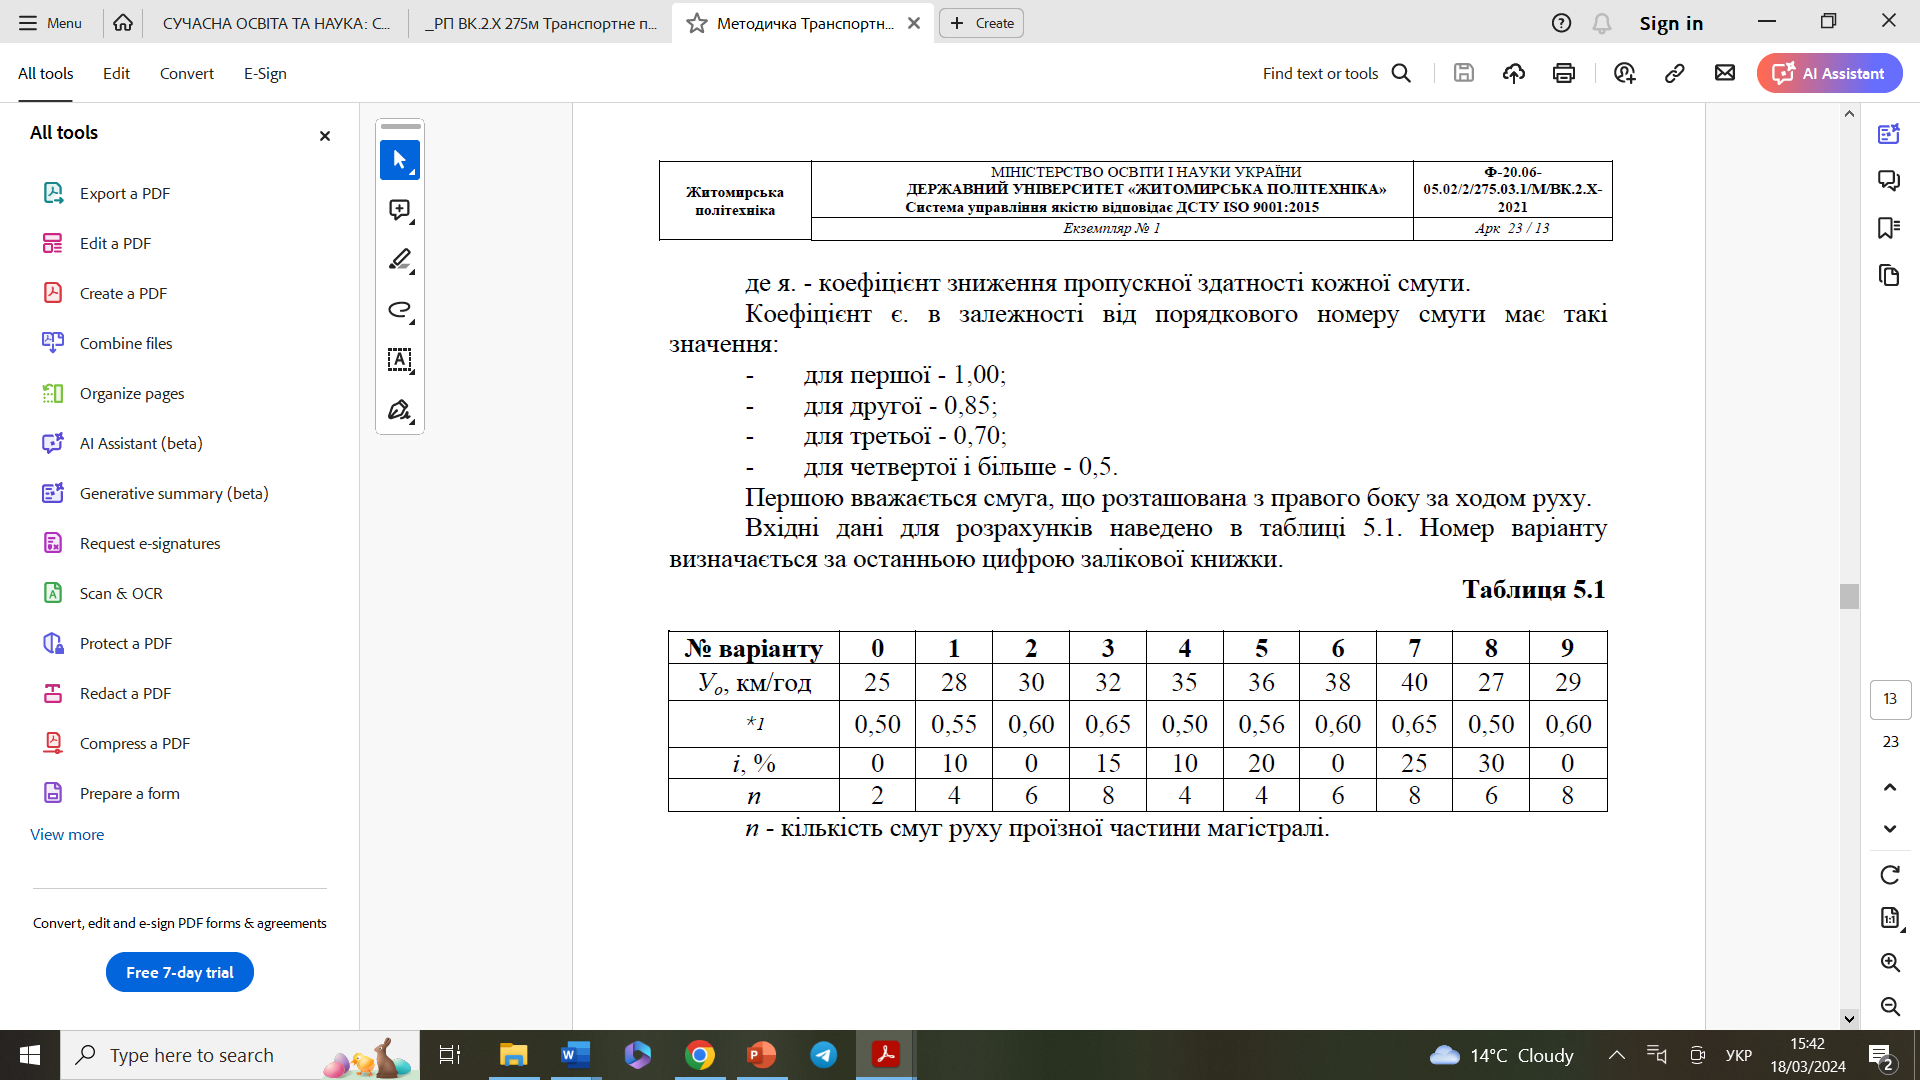 Menu
СУЧАСНА ОСВІТА ТА НАУКА: С...
_РП ВК.2.Х 275м Транспортне п...
Методичка Транспортн...
Create
Sign in
All tools
Edit
Convert
E-Sign
Find text or tools
AI Assistant
All tools
Export a PDF
Edit a PDF
Create a PDF
Combine files
Organize pages
AI Assistant (beta)
Generative summary (beta)
Request e-signatures
Scan & OCR
Protect a PDF
Redact a PDF
Compress a PDF
Prepare a form
View more
Convert, edit and e-sign PDF forms & agreements
Free 7-day trial
Житомирська
політехніка
МІНІСТЕРСТВО ОСВІТИ І НАУКИ УКРАЇНИ
ДЕРЖАВНИЙ УНІВЕРСИТЕТ «ЖИТОМИРСЬКА ПОЛІТЕХНІКА»
Система управління якістю відповідає ДСТУ ISO 9001:2015
Ф-20.06-
05.02/2/275.03.1/М/ВК.2.Х-
2021
Екземпляр № 1
Арк 23 / 13
де я. - коефіцієнт зниження пропускної здатності кожної смуги.
Коефіцієнт є. в залежності від порядкового номеру смуги має такі
значення:
- для першої - 1,00;
- для другої - 0,85;
- для третьої - 0,70;
- для четвертої і більше - 0,5.
Першою вважається смуга, що розташована з правого боку за ходом руху.
Вхідні дані для розрахунків наведено в таблиці 5.1. Номер варіанту
визначається за останньою цифрою залікової книжки.
Таблиця 5.1
№ варіанту 0 1 2 3 4 5 6 7 8 9
Уо, км/год 25 28 30 32 35 36 38 40 27 29
*1 0,50 0,55 0,60 0,65 0,50 0,56 0,60 0,65 0,50 0,60
i, % 0 10 0 15 10 20 0 25 30 0
n 2 4 6 8 4 4 6 8 6 8
n - кількість смуг руху проїзної частини магістралі.
13
23
1:1
Type here to search
14°C Cloudy
УКР
15:42
18/03/2024
2